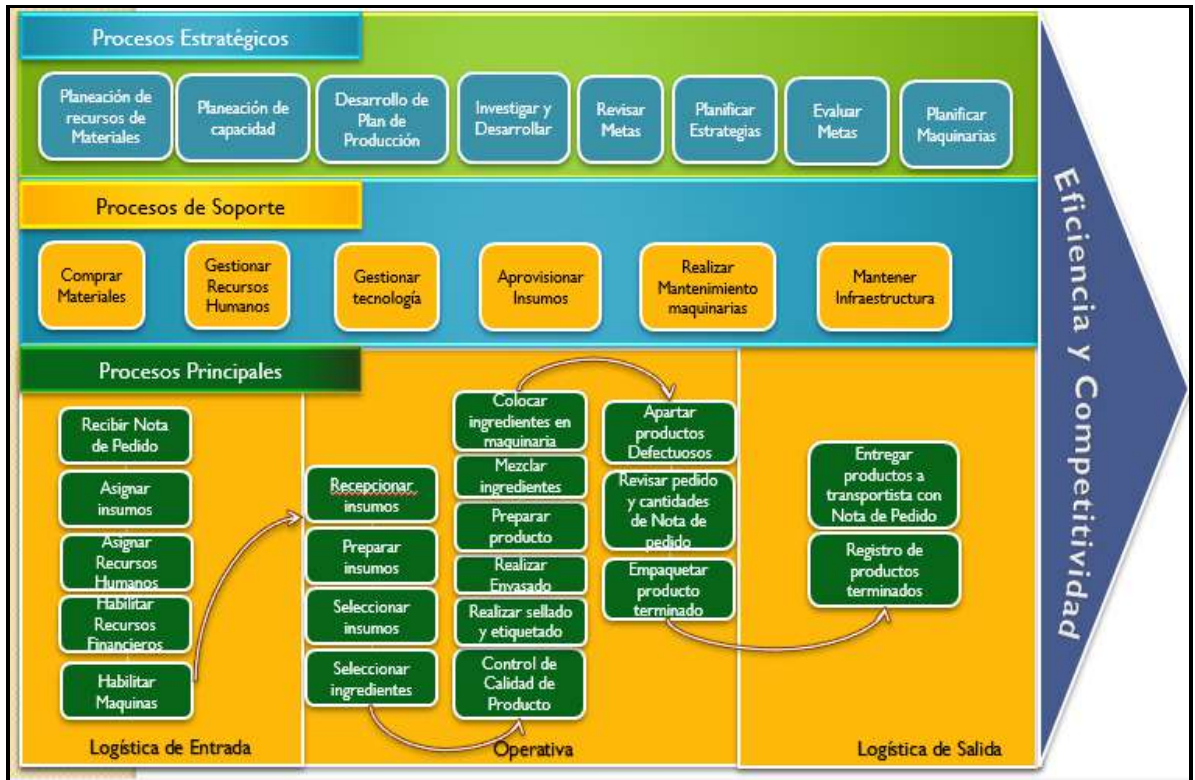 Procesos Estratégicos
Planeación de
recursos de
Materiales
Planeación de
capacidad
Desarrollo de
Plan de
Producción
Investigar y
Desarrollar
Revisar
Metas
Planificar
Estrategias
Evaluar
Metas
Planificar
Maquinarias
Procesos de Soporte
Comprar
Materiales
Gestionar
Recursos
Humanos
Gestionar
tecnología
Aprovisionar
Insumos
Realizar
Mantenimiento
maquinarias
Mantener
Infraestructura
Procesos Principales
Recibir Nota
de Pedido
Asignar
insumos
Asignar
Recursos
Humanos
Habilitar
Recursos
Financieros
Habilitar
Maquinas
Logística de Entrada
Recepcionar
insumos
Preparar
insumos
Seleccionar
insumos
Seleccionar
ingredientes
Colocar
ingredientes en
maquinaria
Mezclar
ingredientes
Preparar
producto
Realizar
Envasado
Realizar sellado
y etiquetado
Control de
Calidad de
Producto
Apartar
productos
Defectuosos
Revisar pedido
y cantidades
de Nota de
pedido
Empaquetar
producto
terminado
Operativa
Entregar
productos a
transportista con
Nota de Pedido
Registro de
productos
terminados
Logística de Salida
Eficiencia y Competitividad